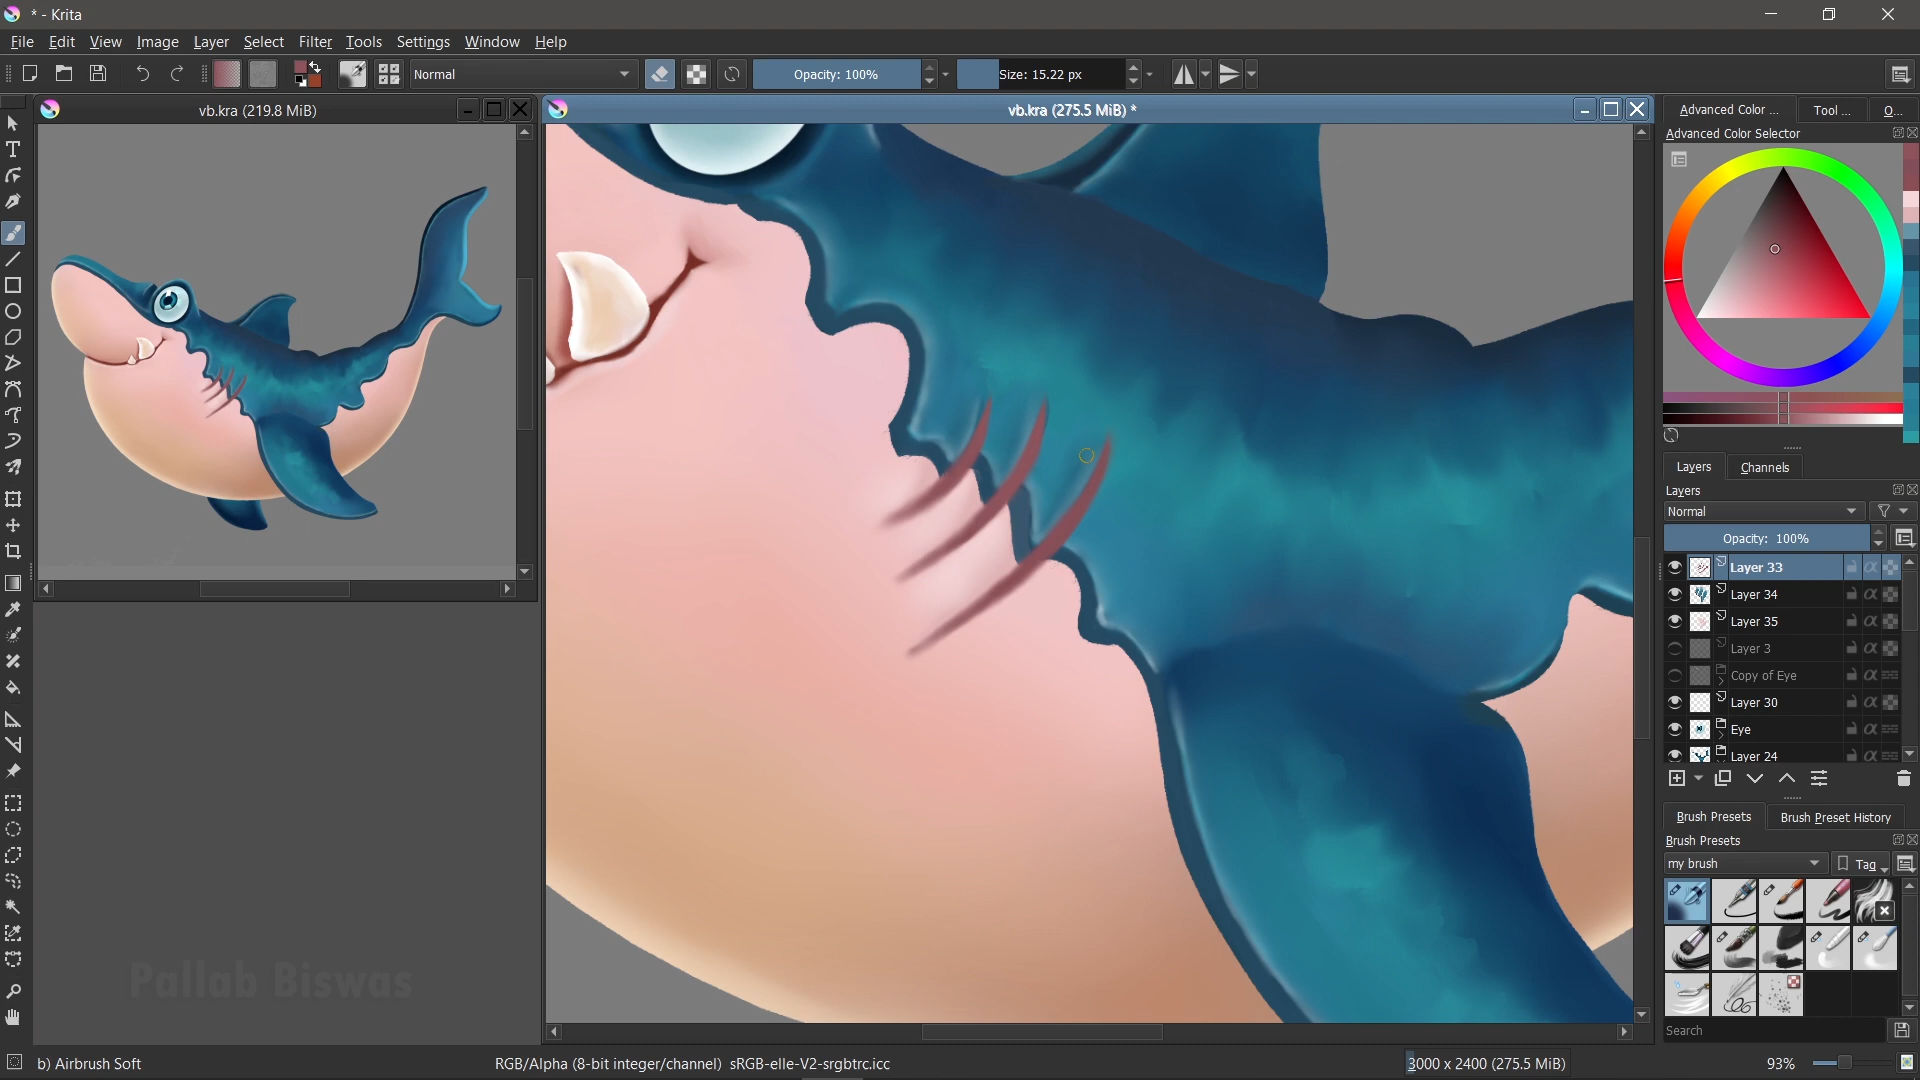 * - Krita
File Edit View Image Layer Select Filter Tools Settings Window Help
Normal
Opacity: 100%
Size: 15.22 px
vb.kra (219.8 MiB)
vb.kra (275.5 MiB) *
Advanced Color ...
Tool ...
O...
Advanced Color Selector
Layers
Channels
Layers
Normal
Opacity: 100%
Layer 33
Layer 34
Layer 35
Layer 3
Copy of Eye
Layer 30
Eye
Layer 24
Brush Presets
Brush Preset History
Brush Presets
my brush
Tag
Search
Pallab Biswas
b) Airbrush Soft
RGB/Alpha (8-bit integer/channel) sRGB-elle-V2-srgbtrc.icc
3000 x 2400 (275.5 MiB)
93%